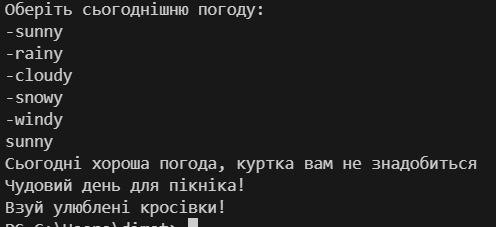 Оберіть сьогоднішню погоду:
-sunny
-rainy
-cloudy
-snowy
-windy
sunny
Сьогодні хороша погода, куртка вам не знадобиться
Чудовий день для пікніка!
Взуй улюблені кросівки!